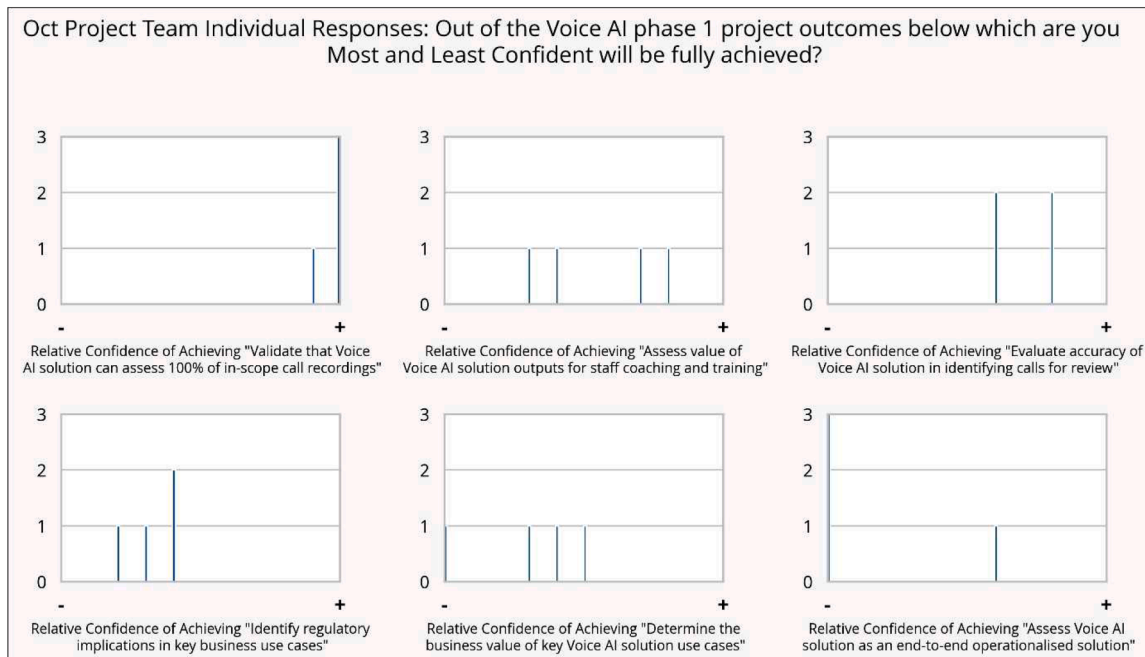 Oct Project Team Individual Responses: Out of the Voice AI phase 1 project outcomes below which are you
Most and Least Confident will be fully achieved?
3
2
1
0
-
+
Relative Confidence of Achieving "Validate that Voice
AI solution can assess 100% of in-scope call recordings"
3
2
1
0
-
+
Relative Confidence of Achieving "Assess value of
Voice AI solution outputs for staff coaching and training"
3
2
1
0
-
+
Relative Confidence of Achieving "Evaluate accuracy of
Voice AI solution in identifying calls for review"
3
2
1
0
-
+
Relative Confidence of Achieving "Identify regulatory
implications in key business use cases"
3
2
1
0
-
+
Relative Confidence of Achieving "Determine the
business value of key Voice AI solution use cases"
3
2
1
0
-
+
Relative Confidence of Achieving "Assess Voice AI
solution as an end-to-end operationalised solution"